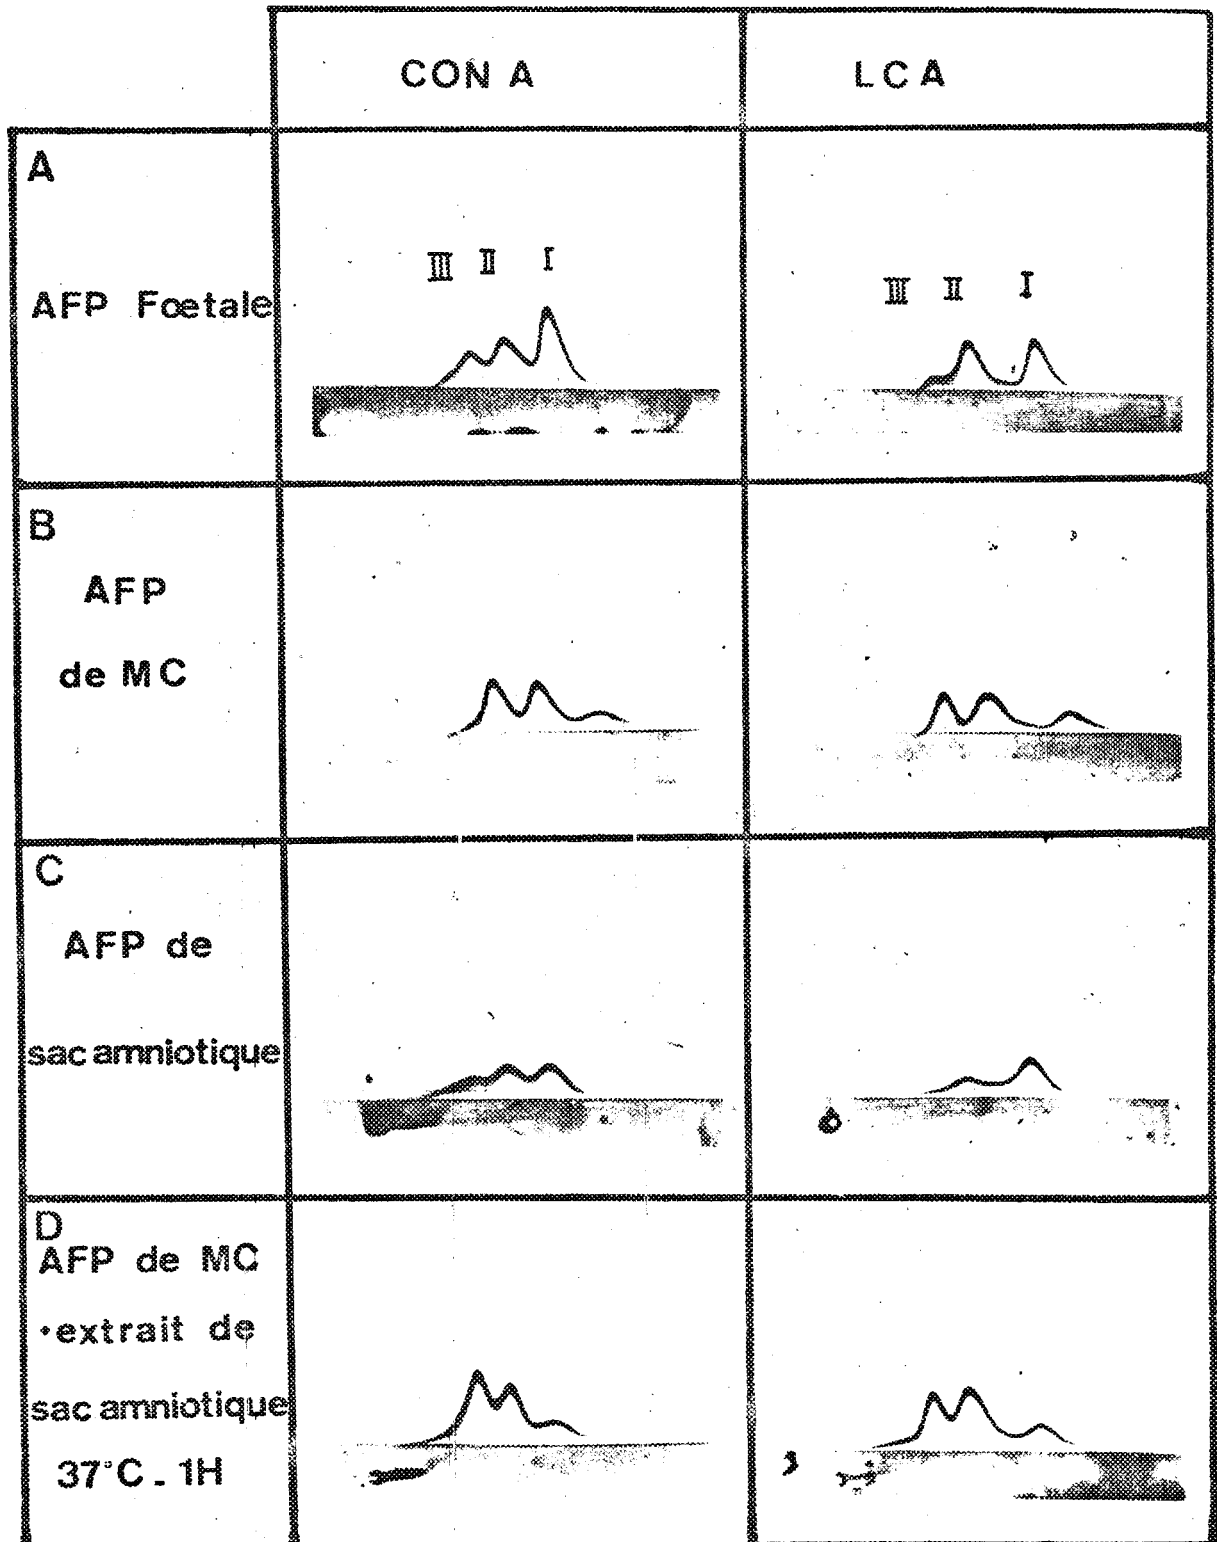 CON A
LCA
A
AFP Fœtale
III II I
III II I
B
AFP
de MC
C
AFP de
sac amniotique
D
AFP de MC
•extrait de
sac amniotique
37°C - 1H